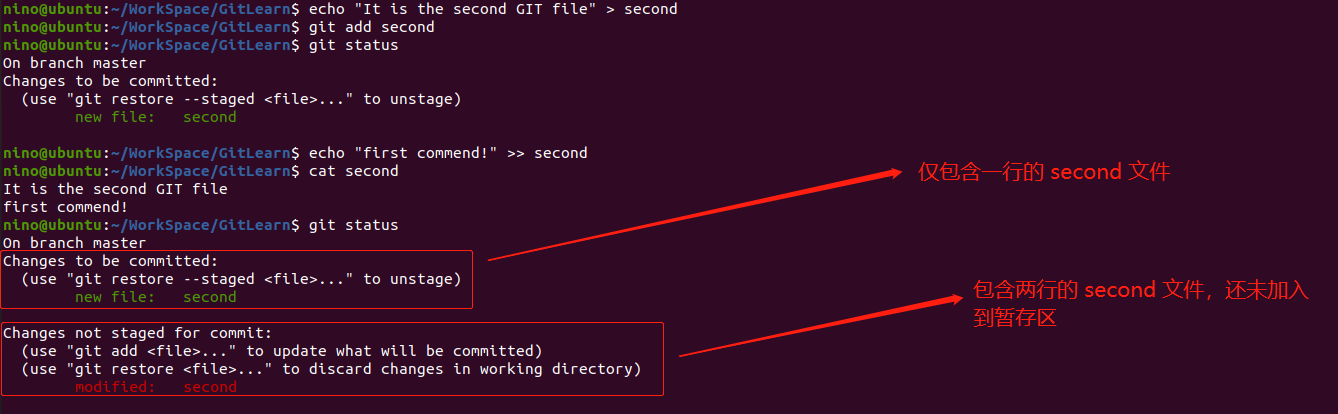 nino@ubuntu:~/WorkSpace/GitLearn$ echo "It is the second GIT file" > second
nino@ubuntu:~/WorkSpace/GitLearn$ git add second
nino@ubuntu:~/WorkSpace/GitLearn$ git status
On branch master
Changes to be committed:
  (use "git restore --staged <file>..." to unstage)
        new file:   second
nino@ubuntu:~/WorkSpace/GitLearn$ echo "first commend!" >> second
nino@ubuntu:~/WorkSpace/GitLearn$ cat second
It is the second GIT file
first commend!
nino@ubuntu:~/WorkSpace/GitLearn$ git status
On branch master
Changes to be committed:
  (use "git restore --staged <file>..." to unstage)
        new file:   second
Changes not staged for commit:
  (use "git add <file>..." to update what will be committed)
  (use "git restore <file>..." to discard changes in working directory)
        modified:   second
仅包含一行的 second 文件
包含两行的 second 文件，还未加入
到暂存区